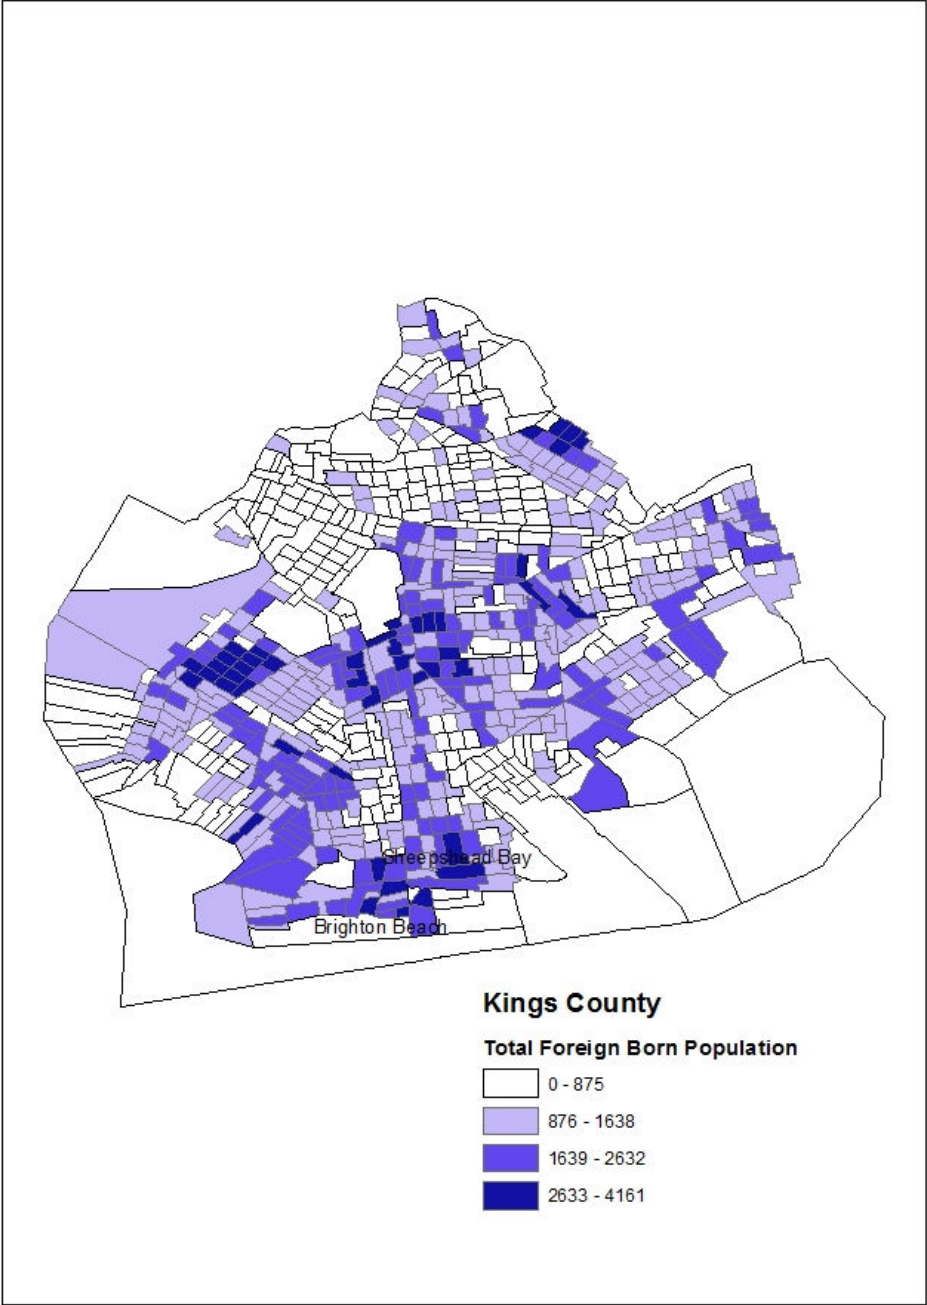 Sheepshead Bay
Brighton Beach
Kings County
Total Foreign Born Population
0 - 875
876 - 1638
1639 - 2632
2633 - 4161